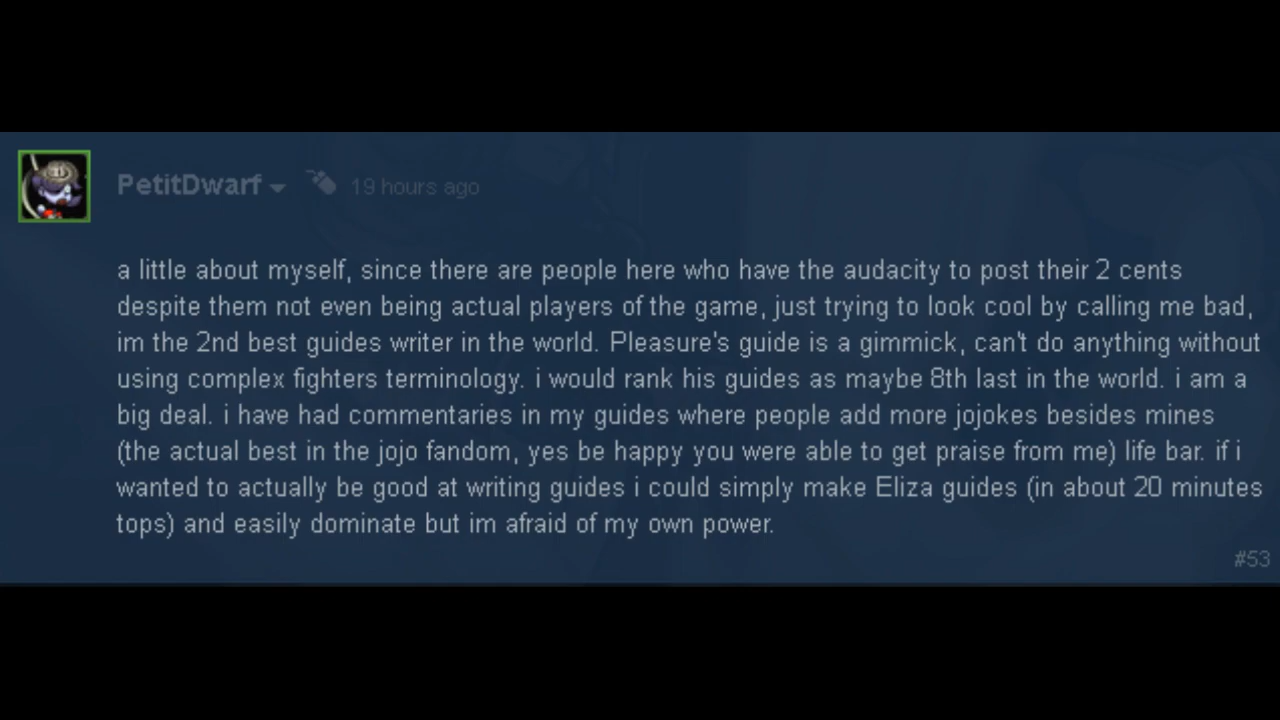 PetitDwarf 19 hours ago
a little about myself, since there are people here who have the audacity to post their 2 cents
despite them not even being actual players of the game, just trying to look cool by calling me bad,
im the 2nd best guides writer in the world. Pleasure's guide is a gimmick, can't do anything without
using complex fighters terminology. i would rank his guides as maybe 8th last in the world. i am a
big deal. i have had commentaries in my guides where people add more jojokes besides mines
(the actual best in the jojo fandom, yes be happy you were able to get praise from me) life bar. if i
wanted to actually be good at writing guides i could simply make Eliza guides (in about 20 minutes
tops) and easily dominate but im afraid of my own power.
#53